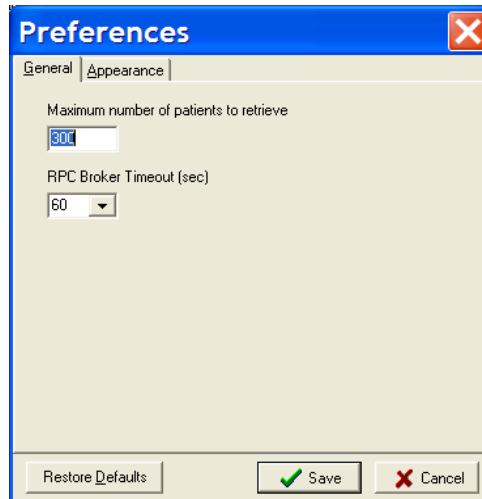 Preferences
General Appearance
Maximum number of patients to retrieve
300
RPC Broker Timeout (sec)
60
Restore Defaults Save Cancel